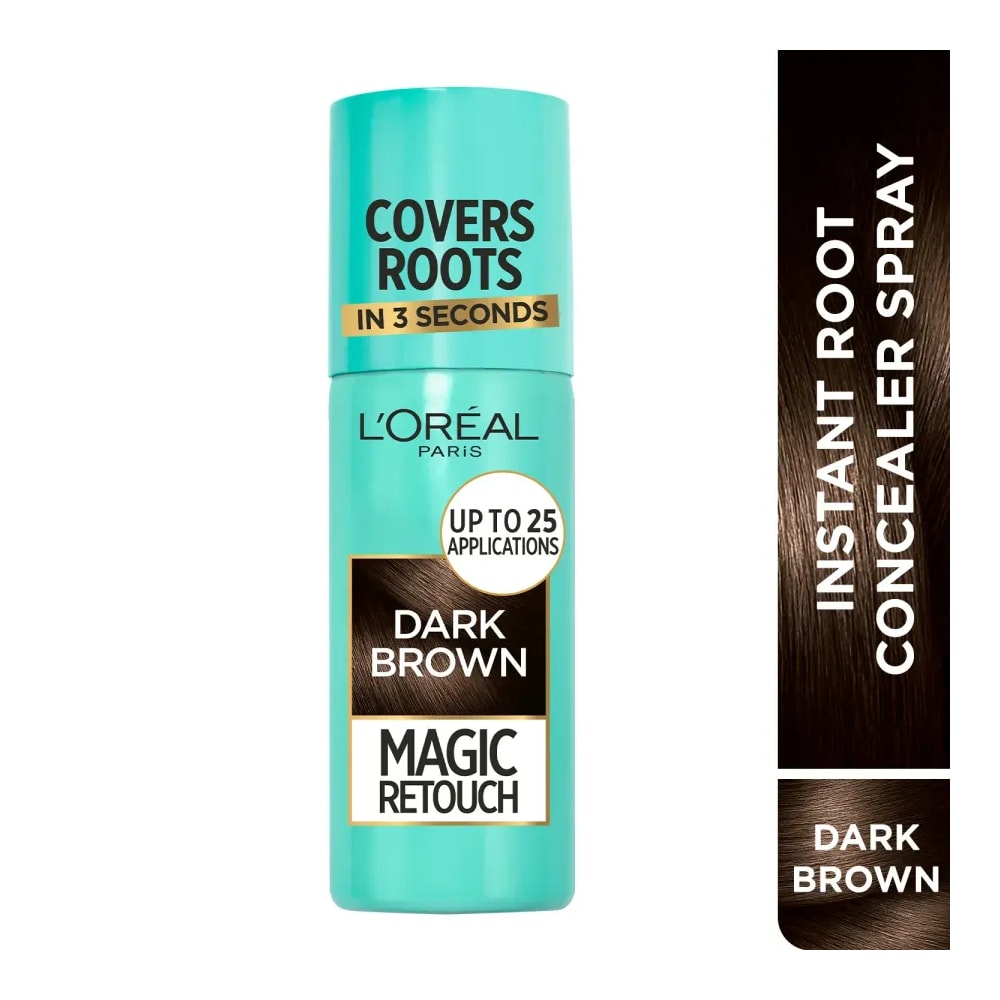 COVERS
ROOTS
IN 3 SECONDS
L'ORÉAL
PARiS
UP TO 25
APPLICATIONS
DARK
BROWN
MAGIC
RETOUCH
INSTANT ROOT
CONCEALER SPRAY
DARK
BROWN